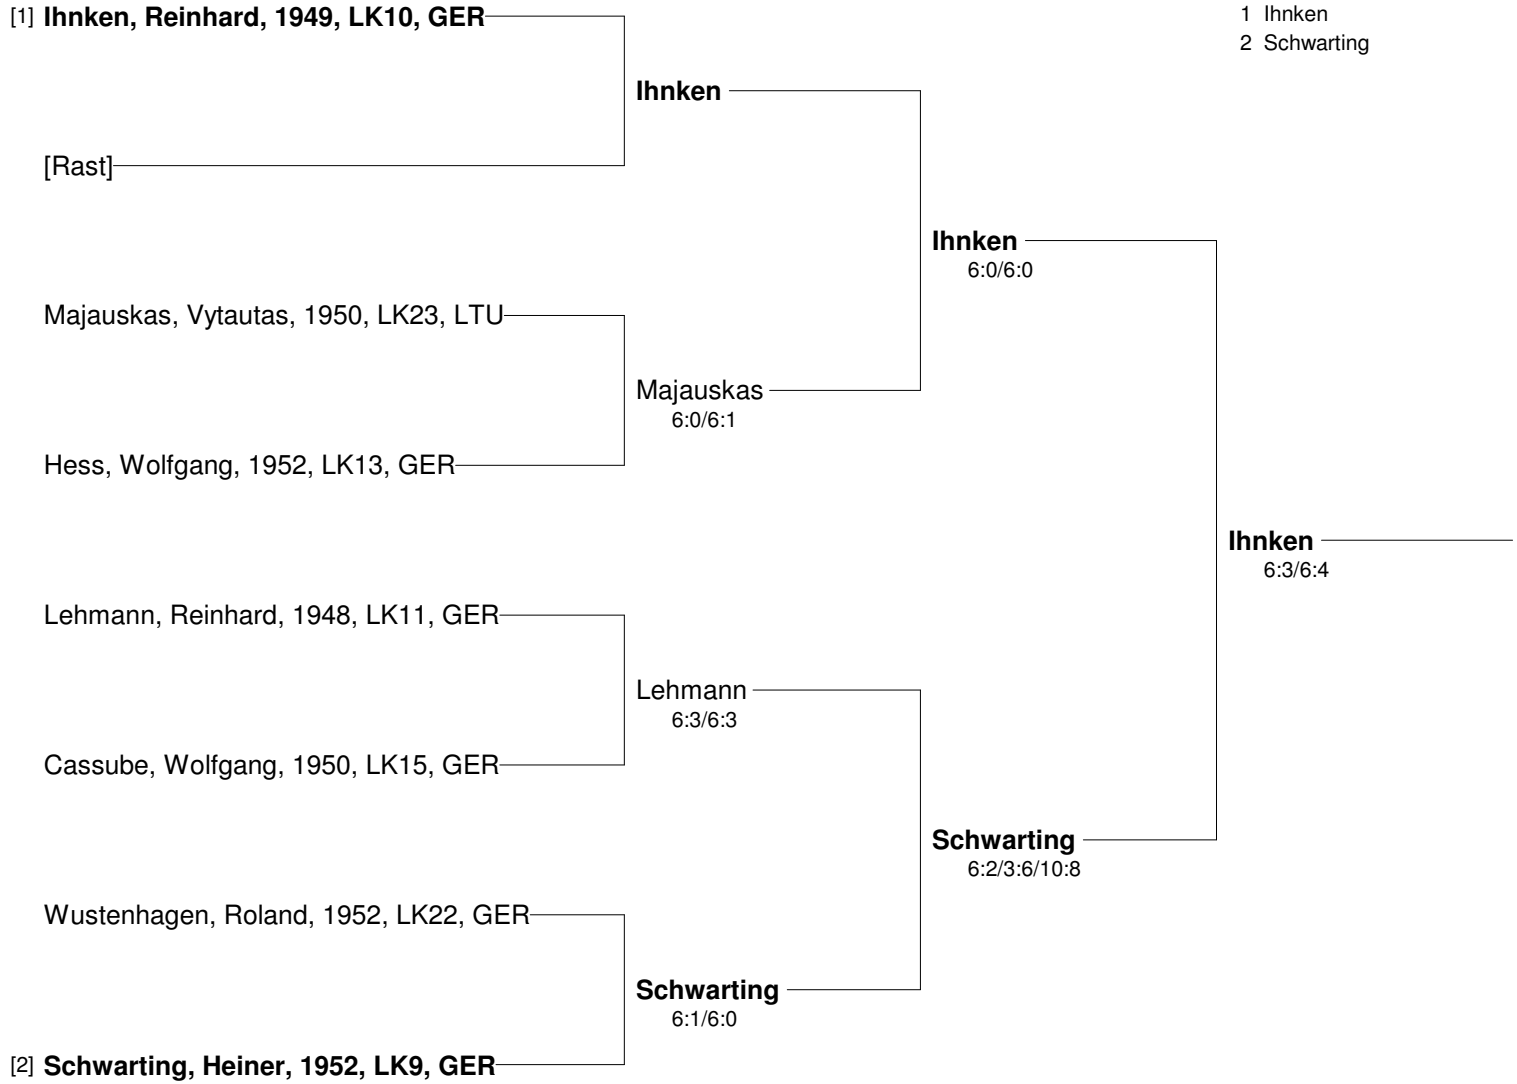 [1] Ihnken, Reinhard, 1949, LK10, GER
1 Ihnken
2 Schwarting
Ihnken
[Rast]
Ihnken
6:0/6:0
Majauskas, Vytautas, 1950, LK23, LTU
Majauskas
6:0/6:1
Hess, Wolfgang, 1952, LK13, GER
Ihnken
6:3/6:4
Lehmann, Reinhard, 1948, LK11, GER
Lehmann
6:3/6:3
Cassube, Wolfgang, 1950, LK15, GER
Schwarting
6:2/3:6/10:8
Wustenhagen, Roland, 1952, LK22, GER
Schwarting
6:1/6:0
[2] Schwarting, Heiner, 1952, LK9, GER